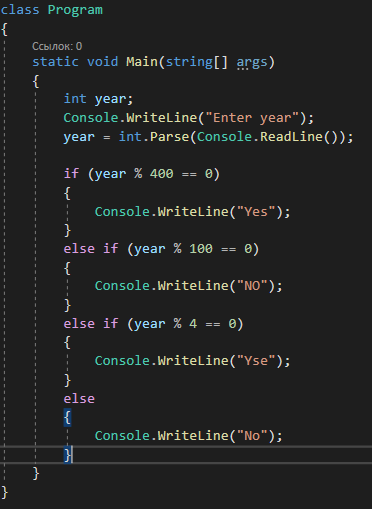 class Program
{
Ссылок: 0
static void Main(string[] args)
{
int year;
Console.WriteLine("Enter year");
year = int.Parse(Console.ReadLine());
if (year % 400 == 0)
{
Console.WriteLine("Yes");
}
else if (year % 100 == 0)
{
Console.WriteLine("NO");
}
else if (year % 4 == 0)
{
Console.WriteLine("Yse");
}
else
{
Console.WriteLine("No");
}
}
}